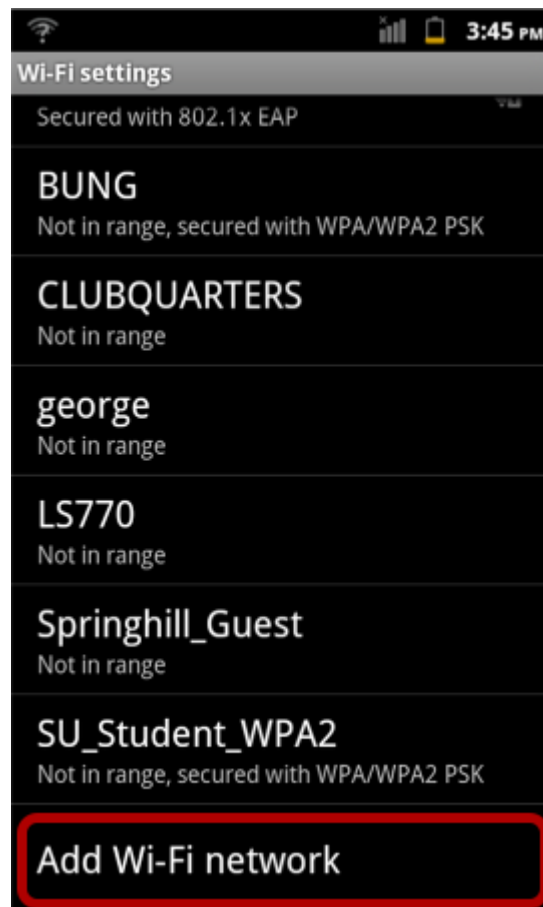 3:45 PM
Wi-Fi settings
Secured with 802.1x EAP
BUNG
Not in range, secured with WPA/WPA2 PSK
CLUBQUARTERS
Not in range
george
Not in range
LS770
Not in range
Springhill_Guest
Not in range
SU_Student_WPA2
Not in range, secured with WPA/WPA2 PSK
Add Wi-Fi network